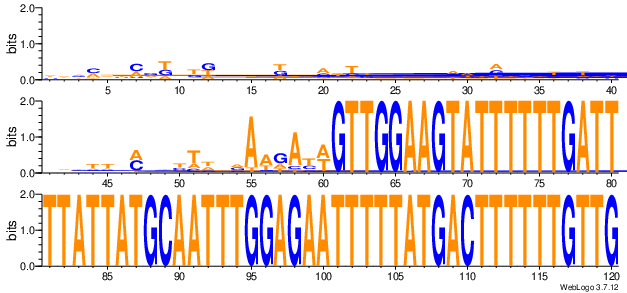 2.0
bits
1.0
0.0
C C T G T A T A
5 10 15 20 25 30 35 40
2.0
bits
1.0
0.0
A C T A A G A A T GTTGGAAGTATTTTTTGATT
45 50 55 60 65 70 75 80
2.0
bits
1.0
0.0
TTATTATGCAATTTGGAGAATTTTTATGACTTTTTTGTTG
85 90 95 100 105 110 115 120
WebLogo 3.7.12